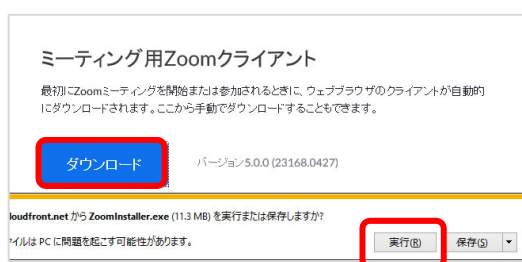 ミーティング用Zoomクライアント
最初にZoomミーティングを開始または参加されるときに、ウェブブラウザのクライアントが自動的
にダウンロードされます。ここから手動でダウンロードすることもできます。
ダウンロード
バージョン5.0.0 (23168.0427)
loudfront.net から ZoomInstaller.exe (11.3 MB) を実行または保存しますか?
ァイルは PC に問題を起こす可能性があります。
実行(R)
保存(S)